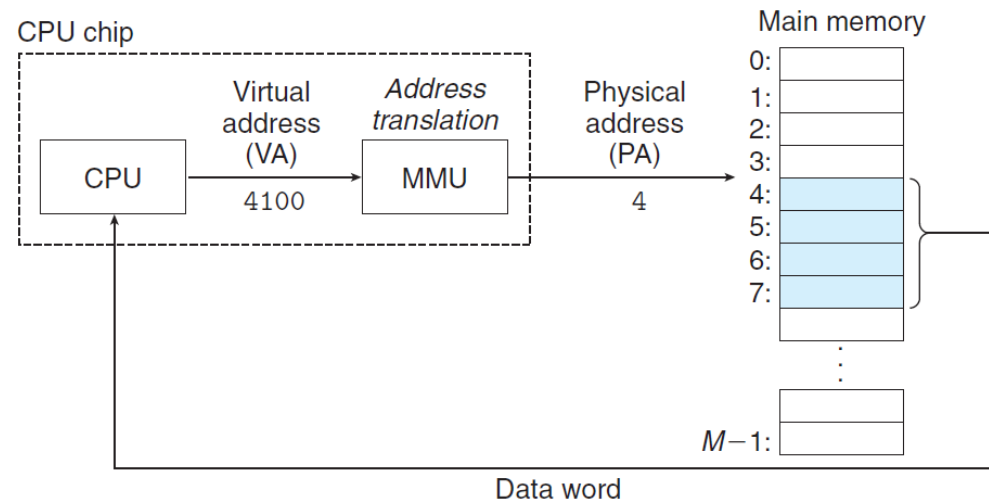 CPU chip
Virtual
address
(VA)
4100
Address
translation
Physical
address
(PA)
4
CPU
MMU
Main memory
0:
1:
2:
3:
4:
5:
6:
7:
M−1:
Data word